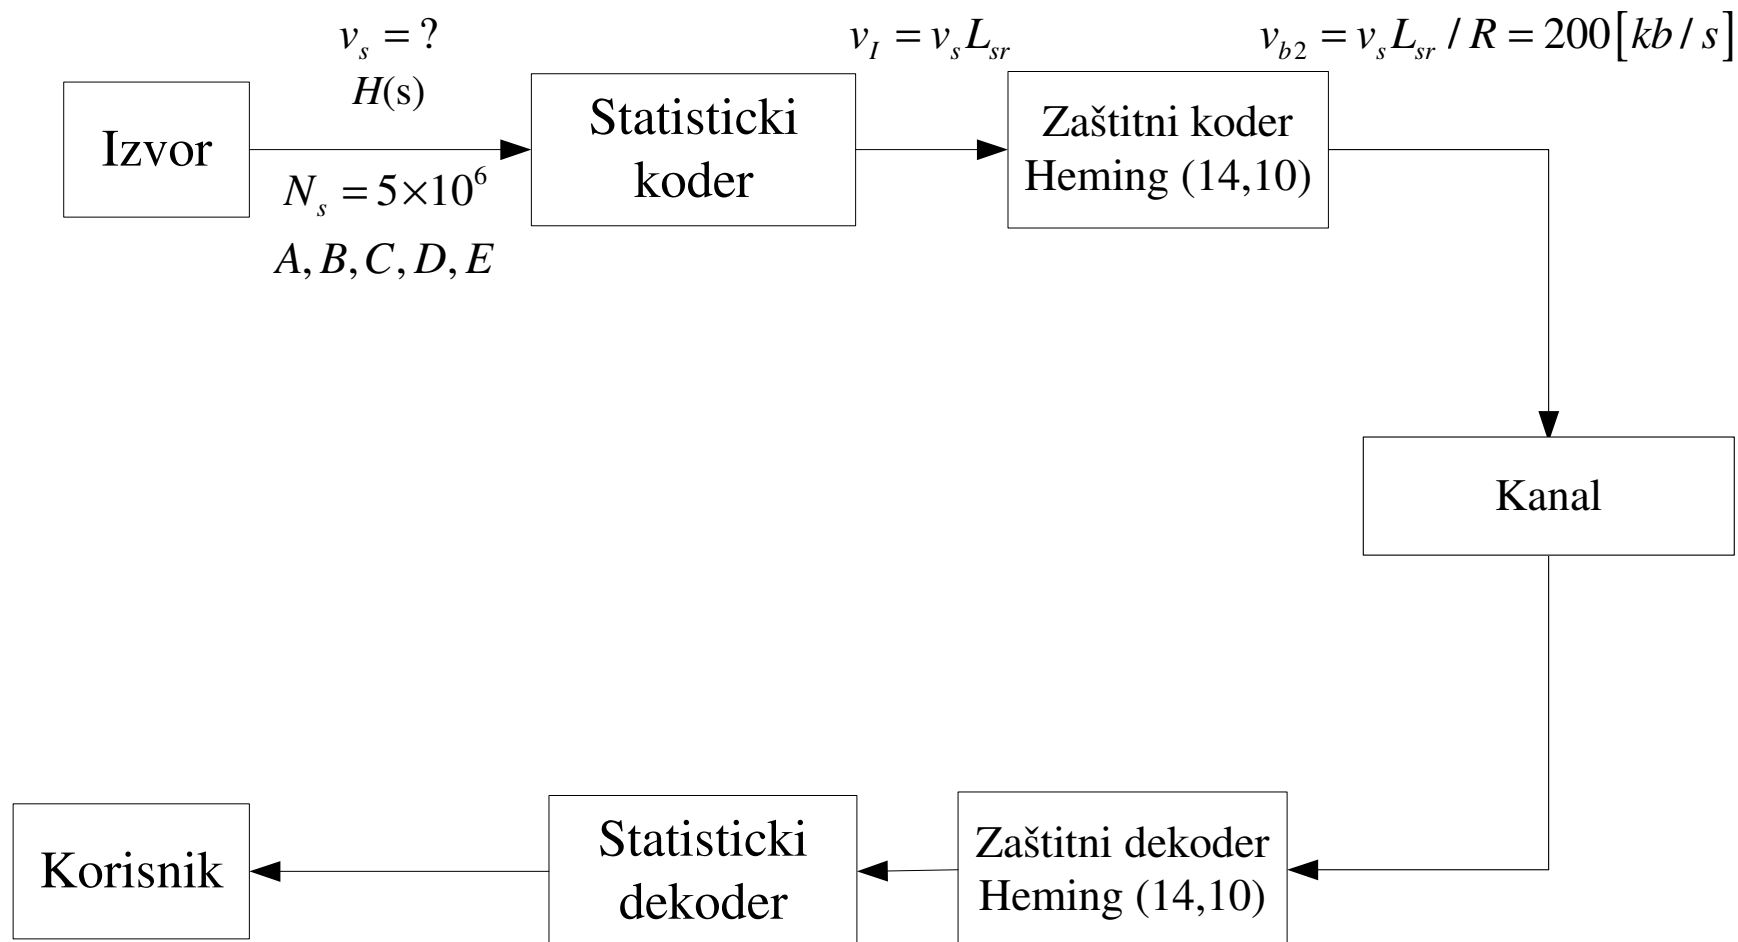 v_s = ?
H(s)
v_I = v_s L_sr
v_b2 = v_s L_sr / R = 200[kb / s]
Izvor
N_s = 5×10^6
A, B, C, D, E
Statisticki
koder
Zaštitni koder
Heming (14,10)
Kanal
Zaštitni dekoder
Heming (14,10)
Statisticki
dekoder
Korisnik